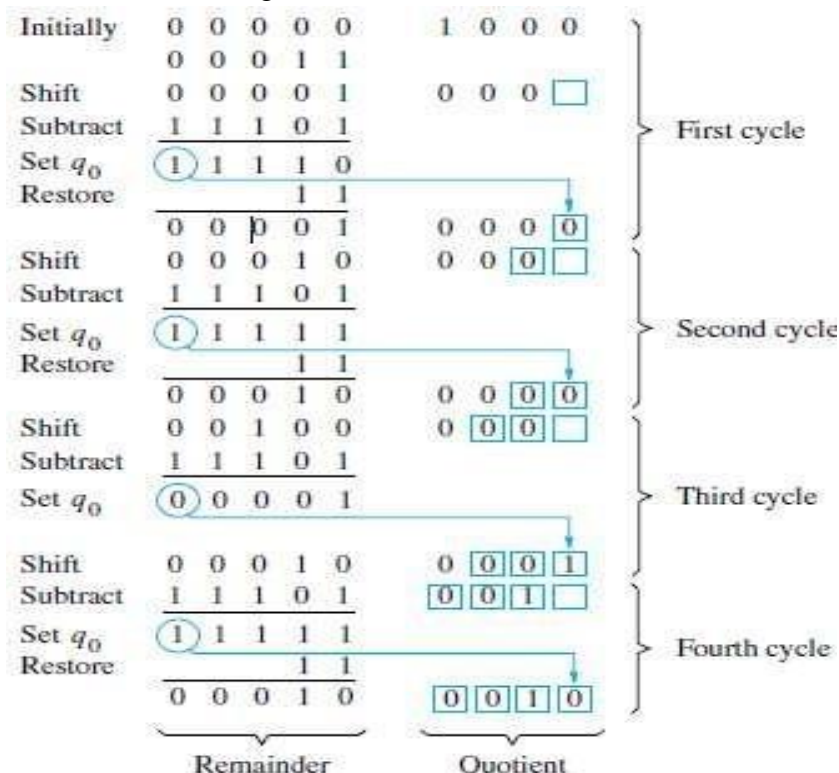 Initially 0 0 0 0 0 1 0 0 0
0 0 0 1 1
Shift 0 0 0 0 1 0 0 0
Subtract 1 1 1 0 1 First cycle
Set q0 1 1 1 1 0
Restore 1 1
0 0 0 0 1 0 0 0 0
Shift 0 0 0 1 0 0 0 0
Subtract 1 1 1 0 1
Set q0 1 1 1 1 1 Second cycle
Restore 1 1
0 0 0 1 0 0 0 0 0
Shift 0 0 1 0 0 0 0 0
Subtract 1 1 1 0 1
Set q0 0 0 0 0 1 Third cycle
Shift 0 0 0 1 0 0 0 0 1
Subtract 1 1 1 0 1 0 0 1
Set q0 1 1 1 1 1 Fourth cycle
Restore 1 1
0 0 0 1 0 0 0 1 0
Remainder Quotient